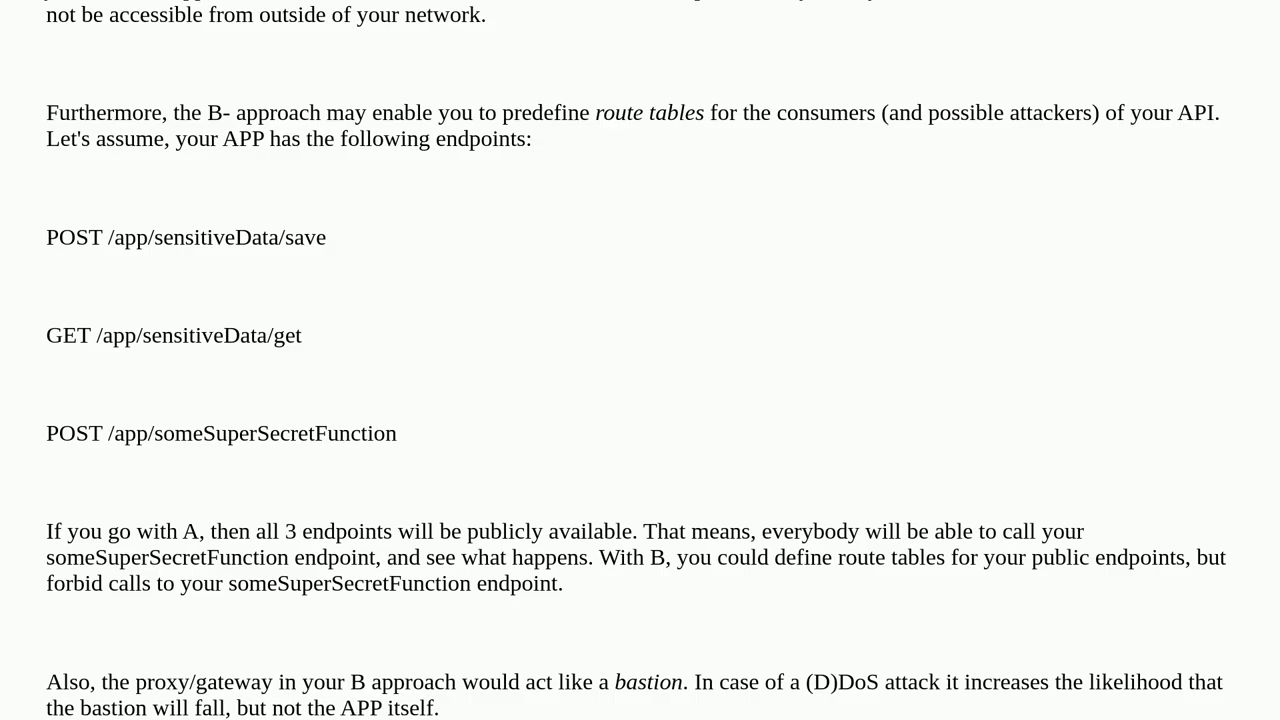 not be accessible from outside of your network.
Furthermore, the B- approach may enable you to predefine route tables for the consumers (and possible attackers) of your API.
Let's assume, your APP has the following endpoints:
POST /app/sensitiveData/save
GET /app/sensitiveData/get
POST /app/someSuperSecretFunction
If you go with A, then all 3 endpoints will be publicly available. That means, everybody will be able to call your
someSuperSecretFunction endpoint, and see what happens. With B, you could define route tables for your public endpoints, but
forbid calls to your someSuperSecretFunction endpoint.
Also, the proxy/gateway in your B approach would act like a bastion. In case of a (D)DoS attack it increases the likelihood that
the bastion will fall, but not the APP itself.